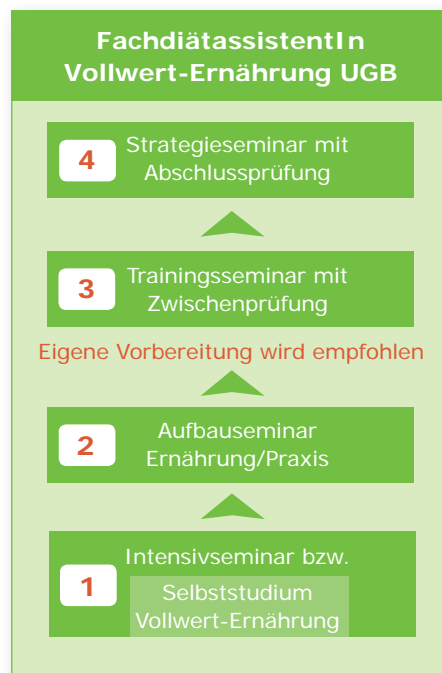 FachdiätassistentIn
Vollwert-Ernährung UGB
4
Strategieseminar mit
Abschlussprüfung
3
Trainingsseminar mit
Zwischenprüfung
Eigene Vorbereitung wird empfohlen
2
Aufbauseminar
Ernährung/Praxis
1
Intensivseminar bzw.
Selbststudium
Vollwert-Ernährung